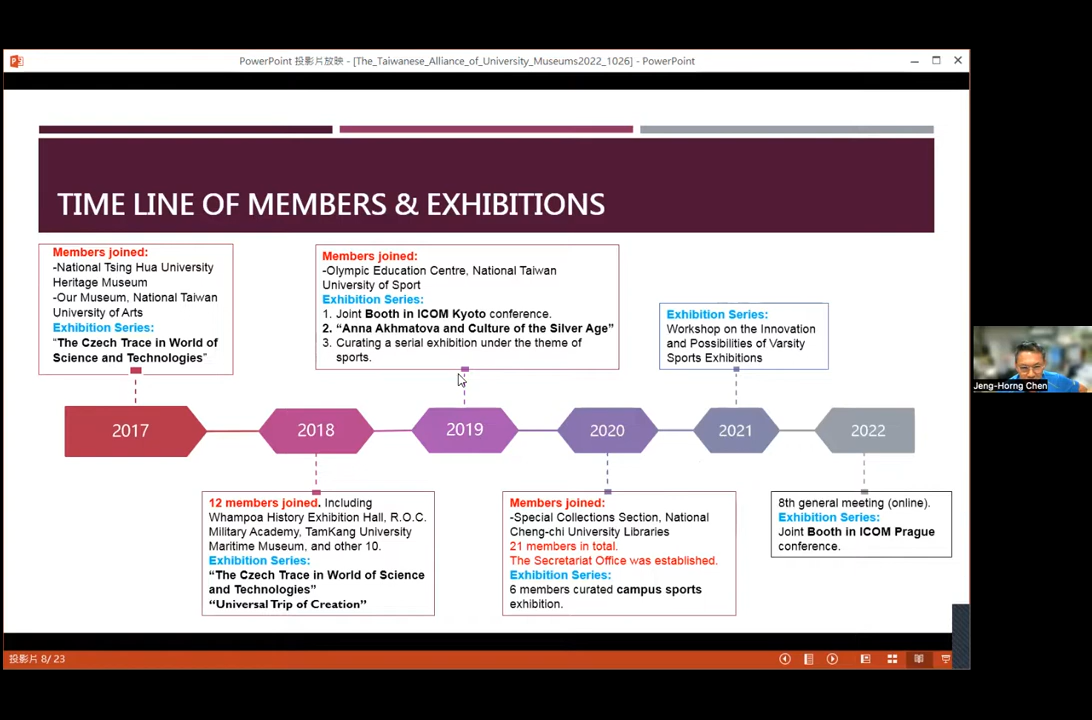 PowerPoint 投影片放映 - [The_Taiwanese_Alliance_of_University_Museums2022_1026] - PowerPoint
TIME LINE OF MEMBERS & EXHIBITIONS
Members joined:
-National Tsing Hua University
Heritage Museum
-Our Museum, National Taiwan
University of Arts
Exhibition Series:
“The Czech Trace in World of
Science and Technologies”
Members joined:
-Olympic Education Centre, National Taiwan
University of Sport
Exhibition Series:
1. Joint Booth in ICOM Kyoto conference.
2. “Anna Akhmatova and Culture of the Silver Age”
3. Curating a serial exhibition under the theme of
sports.
Exhibition Series:
Workshop on the Innovation
and Possibilities of Varsity
Sports Exhibitions
Jeng-Horng Chen
2017
2018
2019
2020
2021
2022
12 members joined. Including
Whampoa History Exhibition Hall, R.O.C.
Military Academy, TamKang University
Maritime Museum, and other 10.
Exhibition Series:
“The Czech Trace in World of Science
and Technologies”
“Universal Trip of Creation”
Members joined:
-Special Collections Section, National
Cheng-chi University Libraries
21 members in total.
The Secretariat Office was established.
Exhibition Series:
6 members curated campus sports
exhibition.
8th general meeting (online).
Exhibition Series:
Joint Booth in ICOM Prague
conference.
投影片 8/ 23